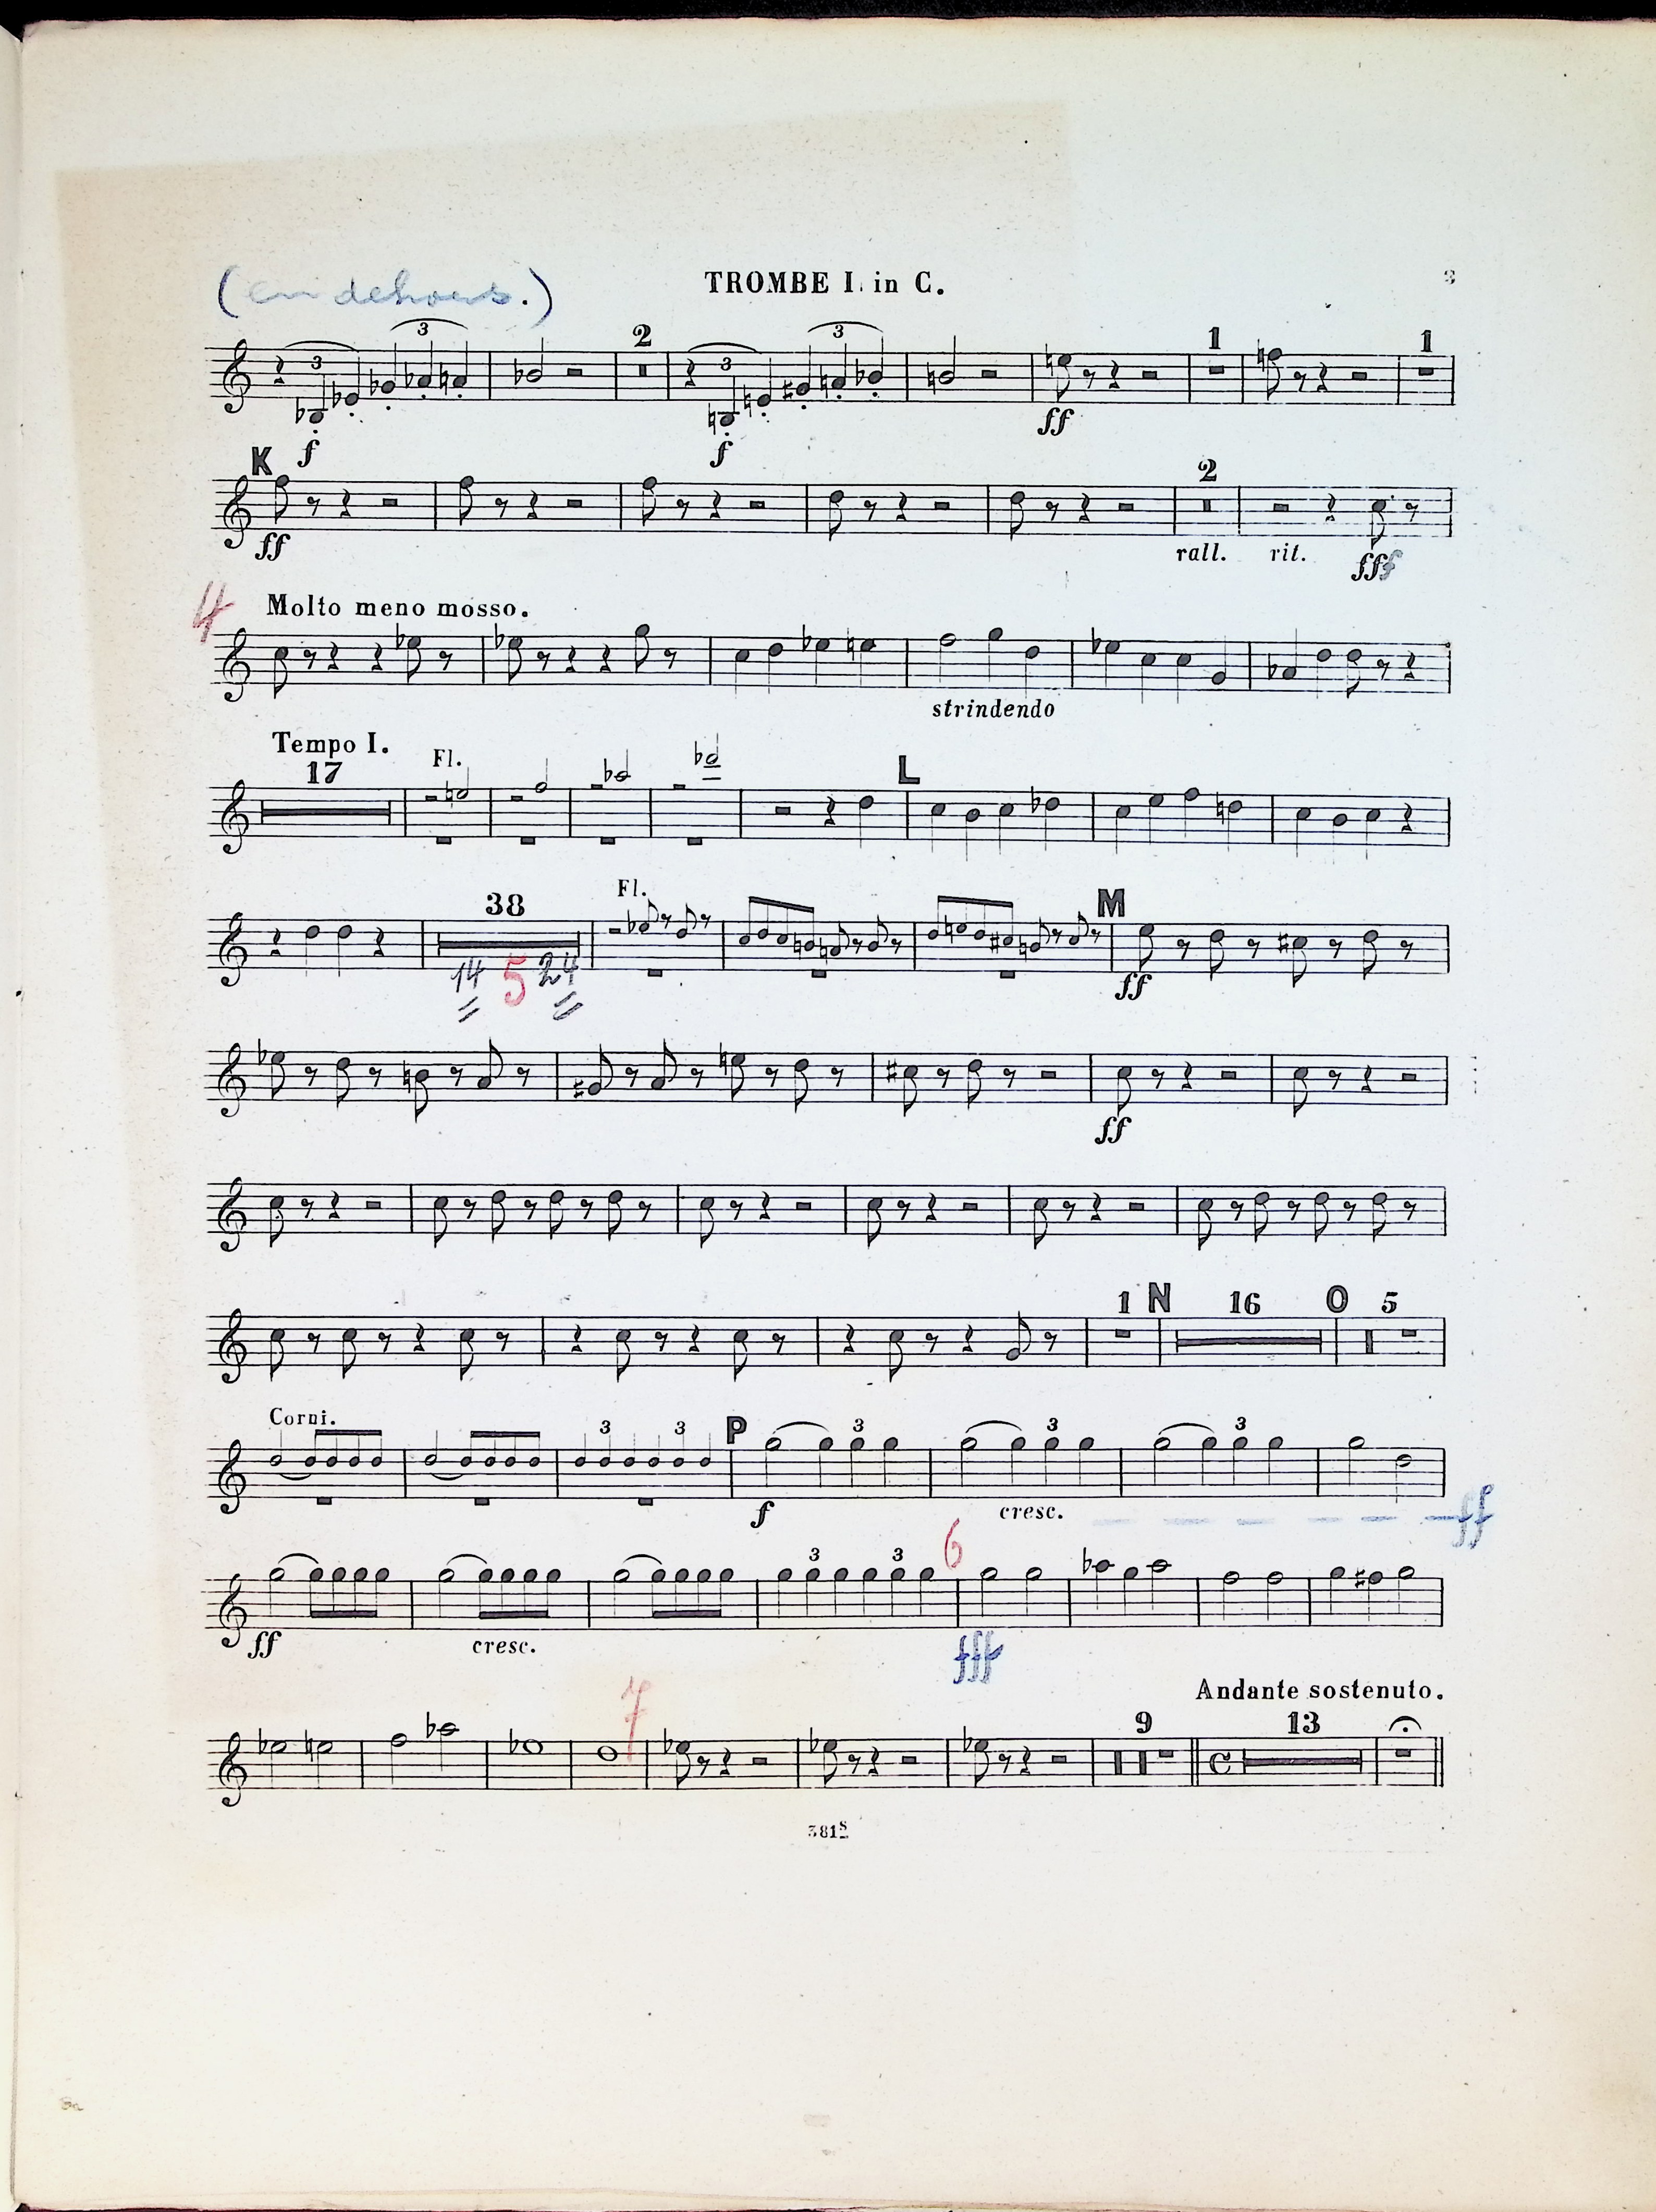 (en dehors.)
TROMBE I. in C.
3
3 3 2 3 3 1 1
f f ff
K
2
ff rall. rit. fff
4 Molto meno mosso.
strindendo
Tempo I.
17 Fl. L
38 Fl. M
14 5 24 ff
ff
1 N 16 O 5
Corni.
3 3 P 3 3 3
f cresc. ff
3 3 6
ff cresc. fff
Andante sostenuto.
7 9 13
C